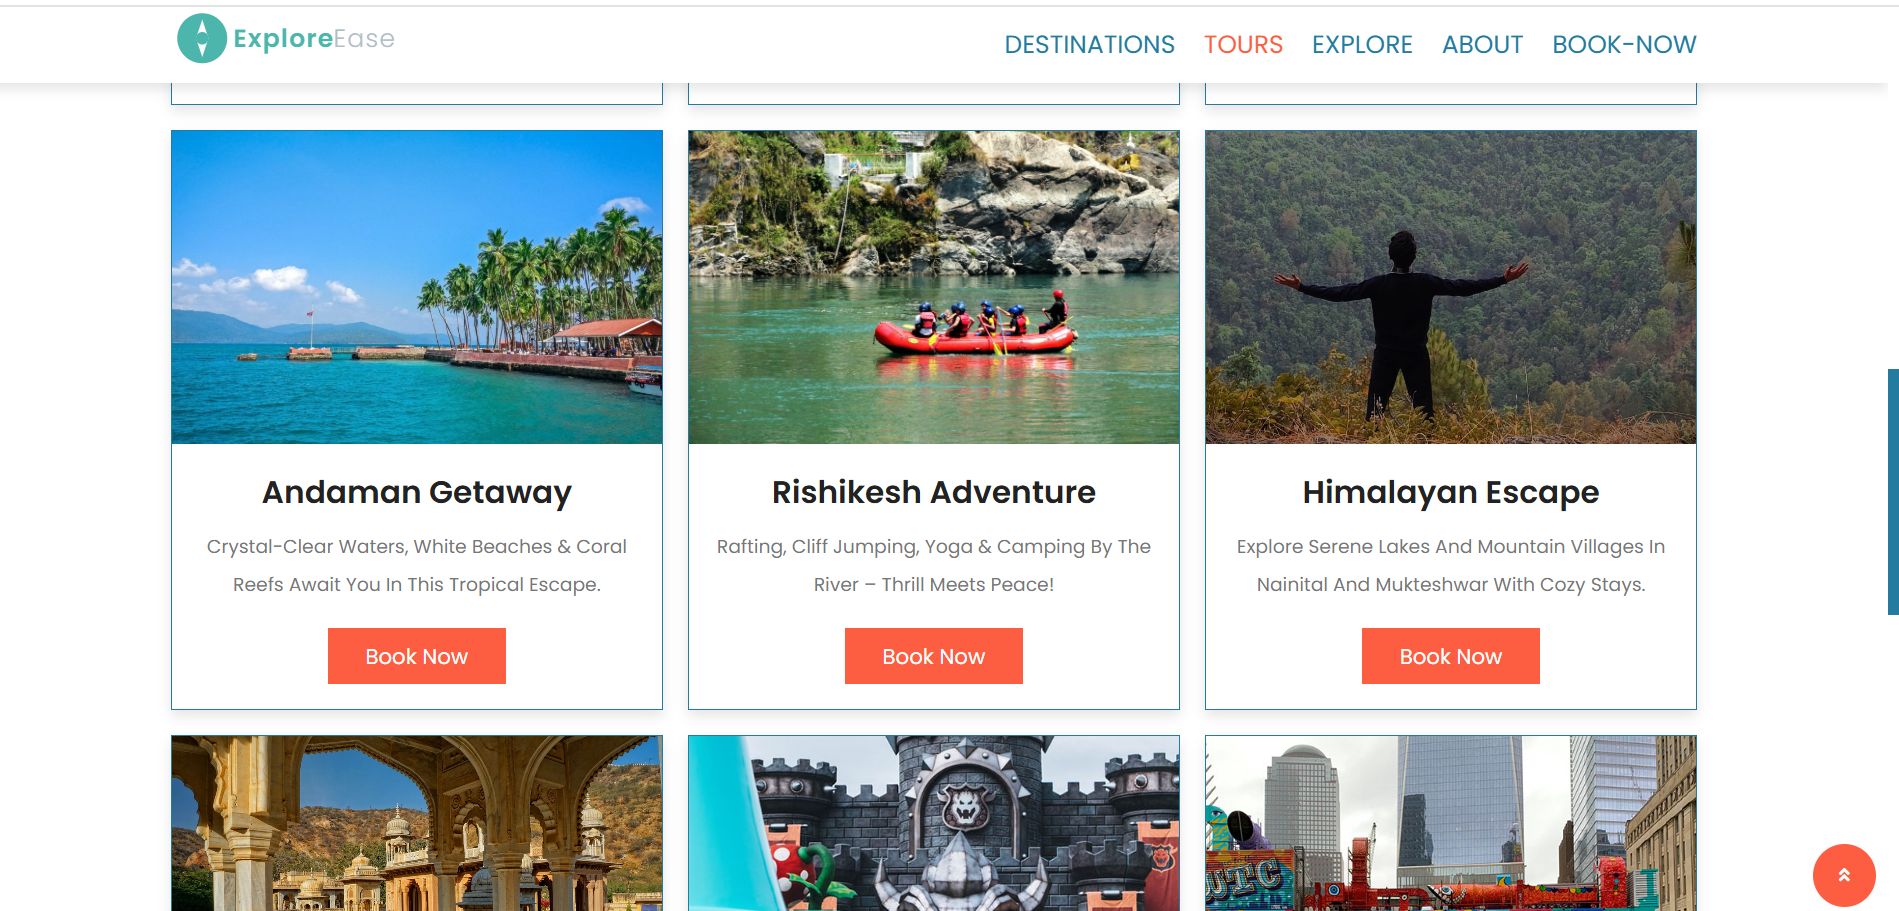 ExploreEase
DESTINATIONS TOURS EXPLORE ABOUT BOOK-NOW
Andaman Getaway
Crystal-Clear Waters, White Beaches & Coral
Reefs Await You In This Tropical Escape.
Book Now
Rishikesh Adventure
Rafting, Cliff Jumping, Yoga & Camping By The
River – Thrill Meets Peace!
Book Now
Himalayan Escape
Explore Serene Lakes And Mountain Villages In
Nainital And Mukteshwar With Cozy Stays.
Book Now